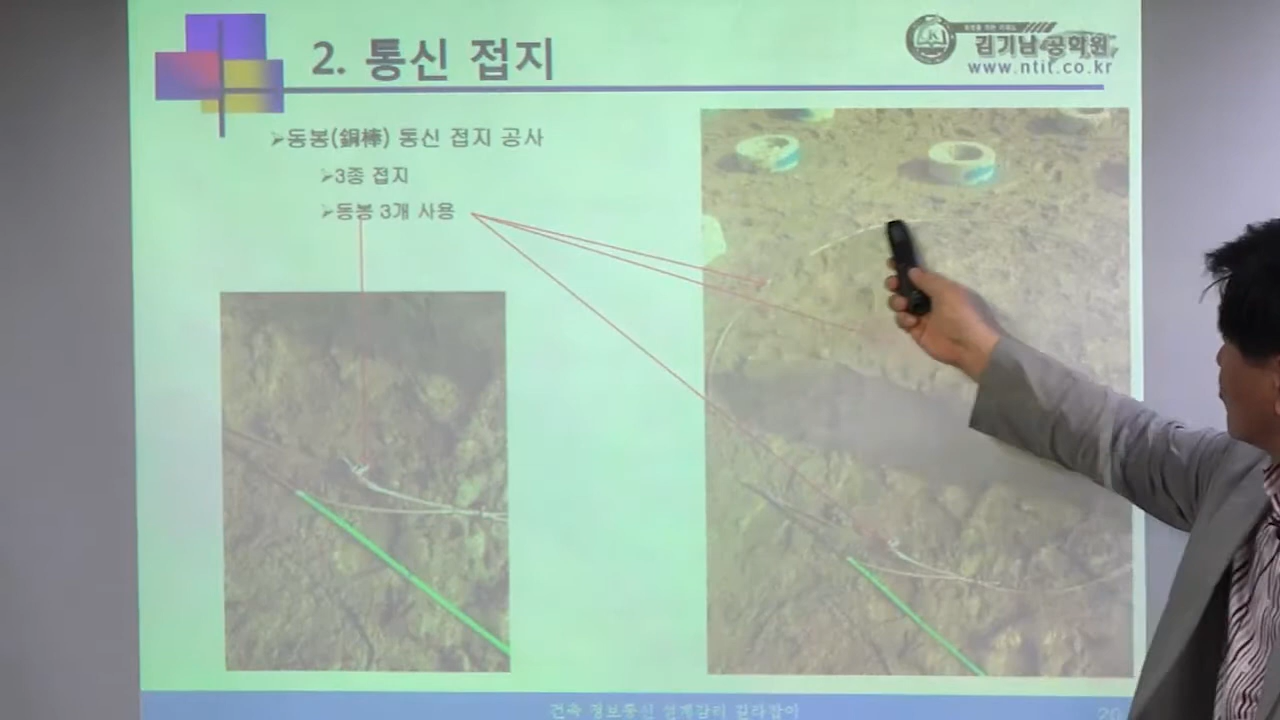 2. 통신 접지
김기남 공학원
www.ntit.co.kr
➢동봉(銅棒) 통신 접지 공사
➢3종 접지
➢동봉 3개 사용
건축 정보통신 설계감리 길라잡이
20